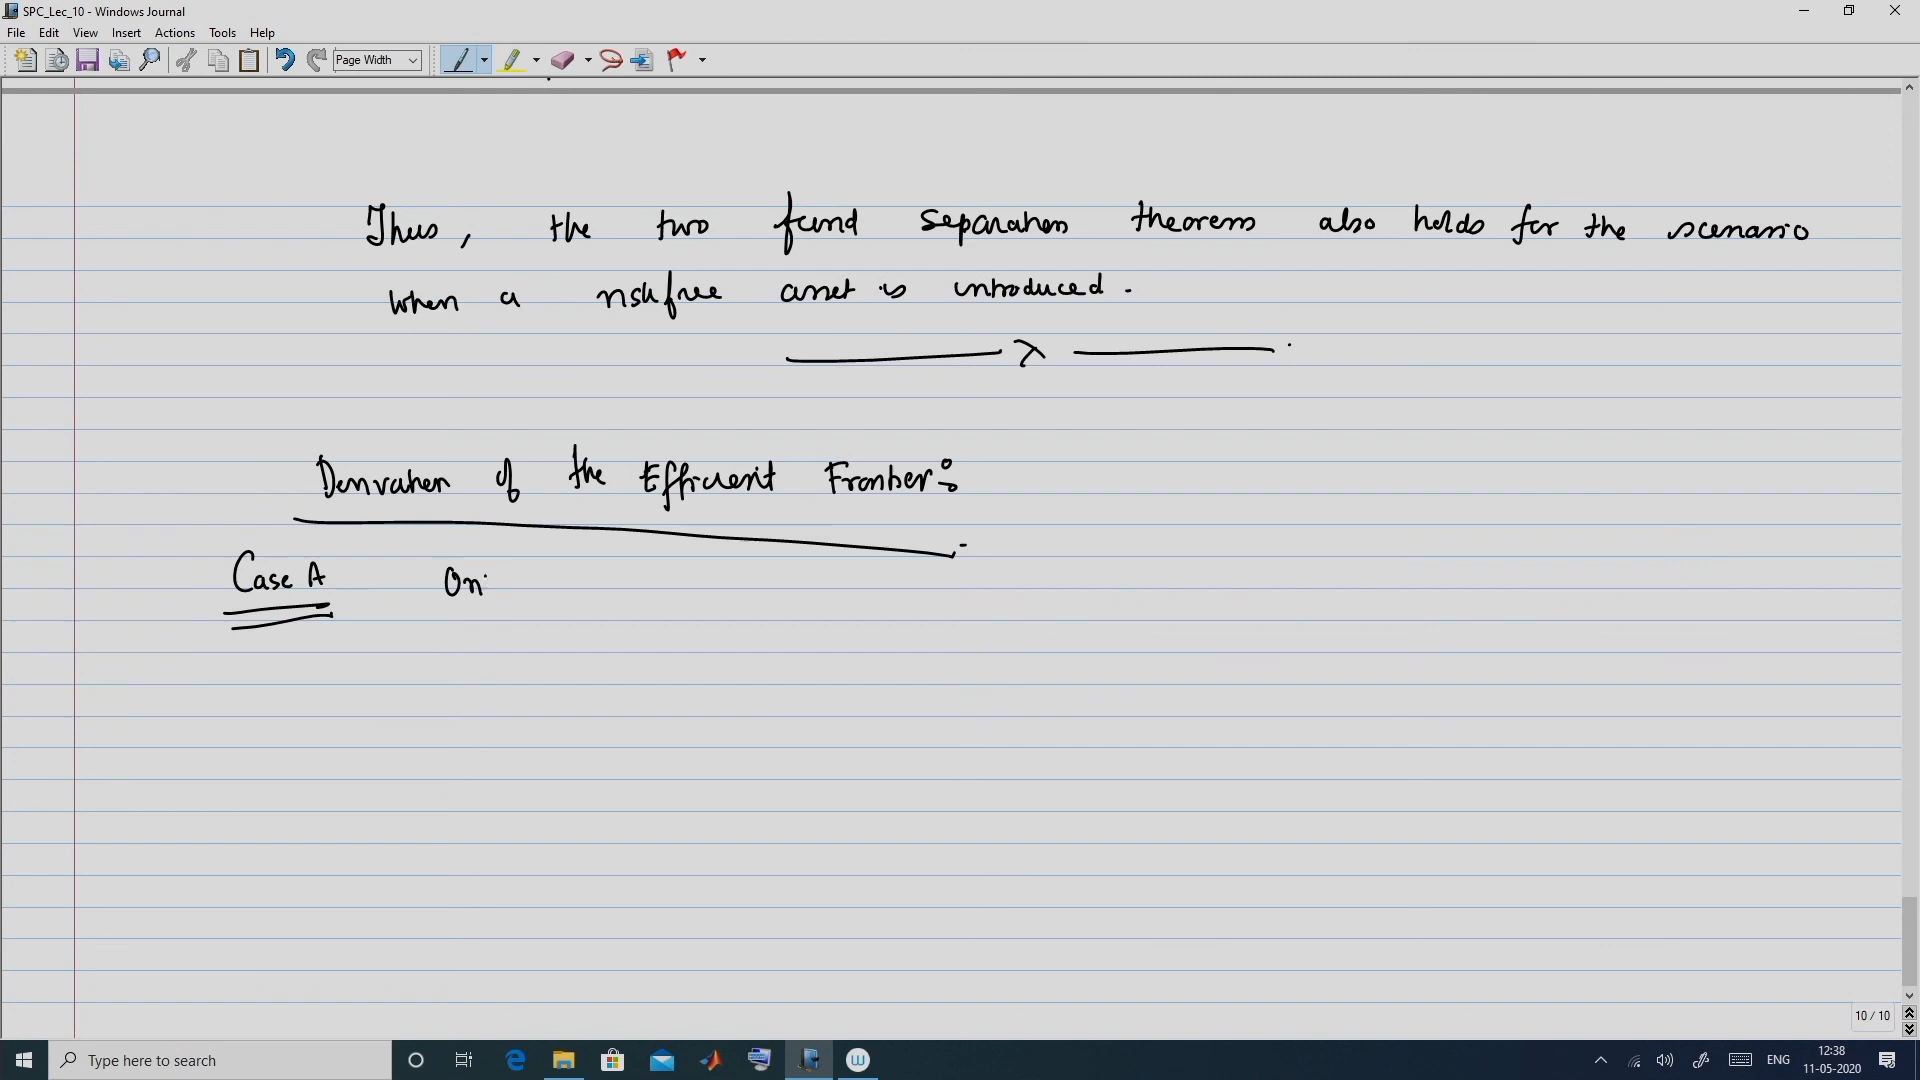 SPC_Lec_10 - Windows Journal
File Edit View Insert Actions Tools Help
Page Width
Thus, the two fund separation theorem also holds for the scenario
when a riskfree asset is introduced.
Derivation of the Efficient Frontier:
Case A On
10 / 10
Type here to search
ENG
12:38
11-05-2020